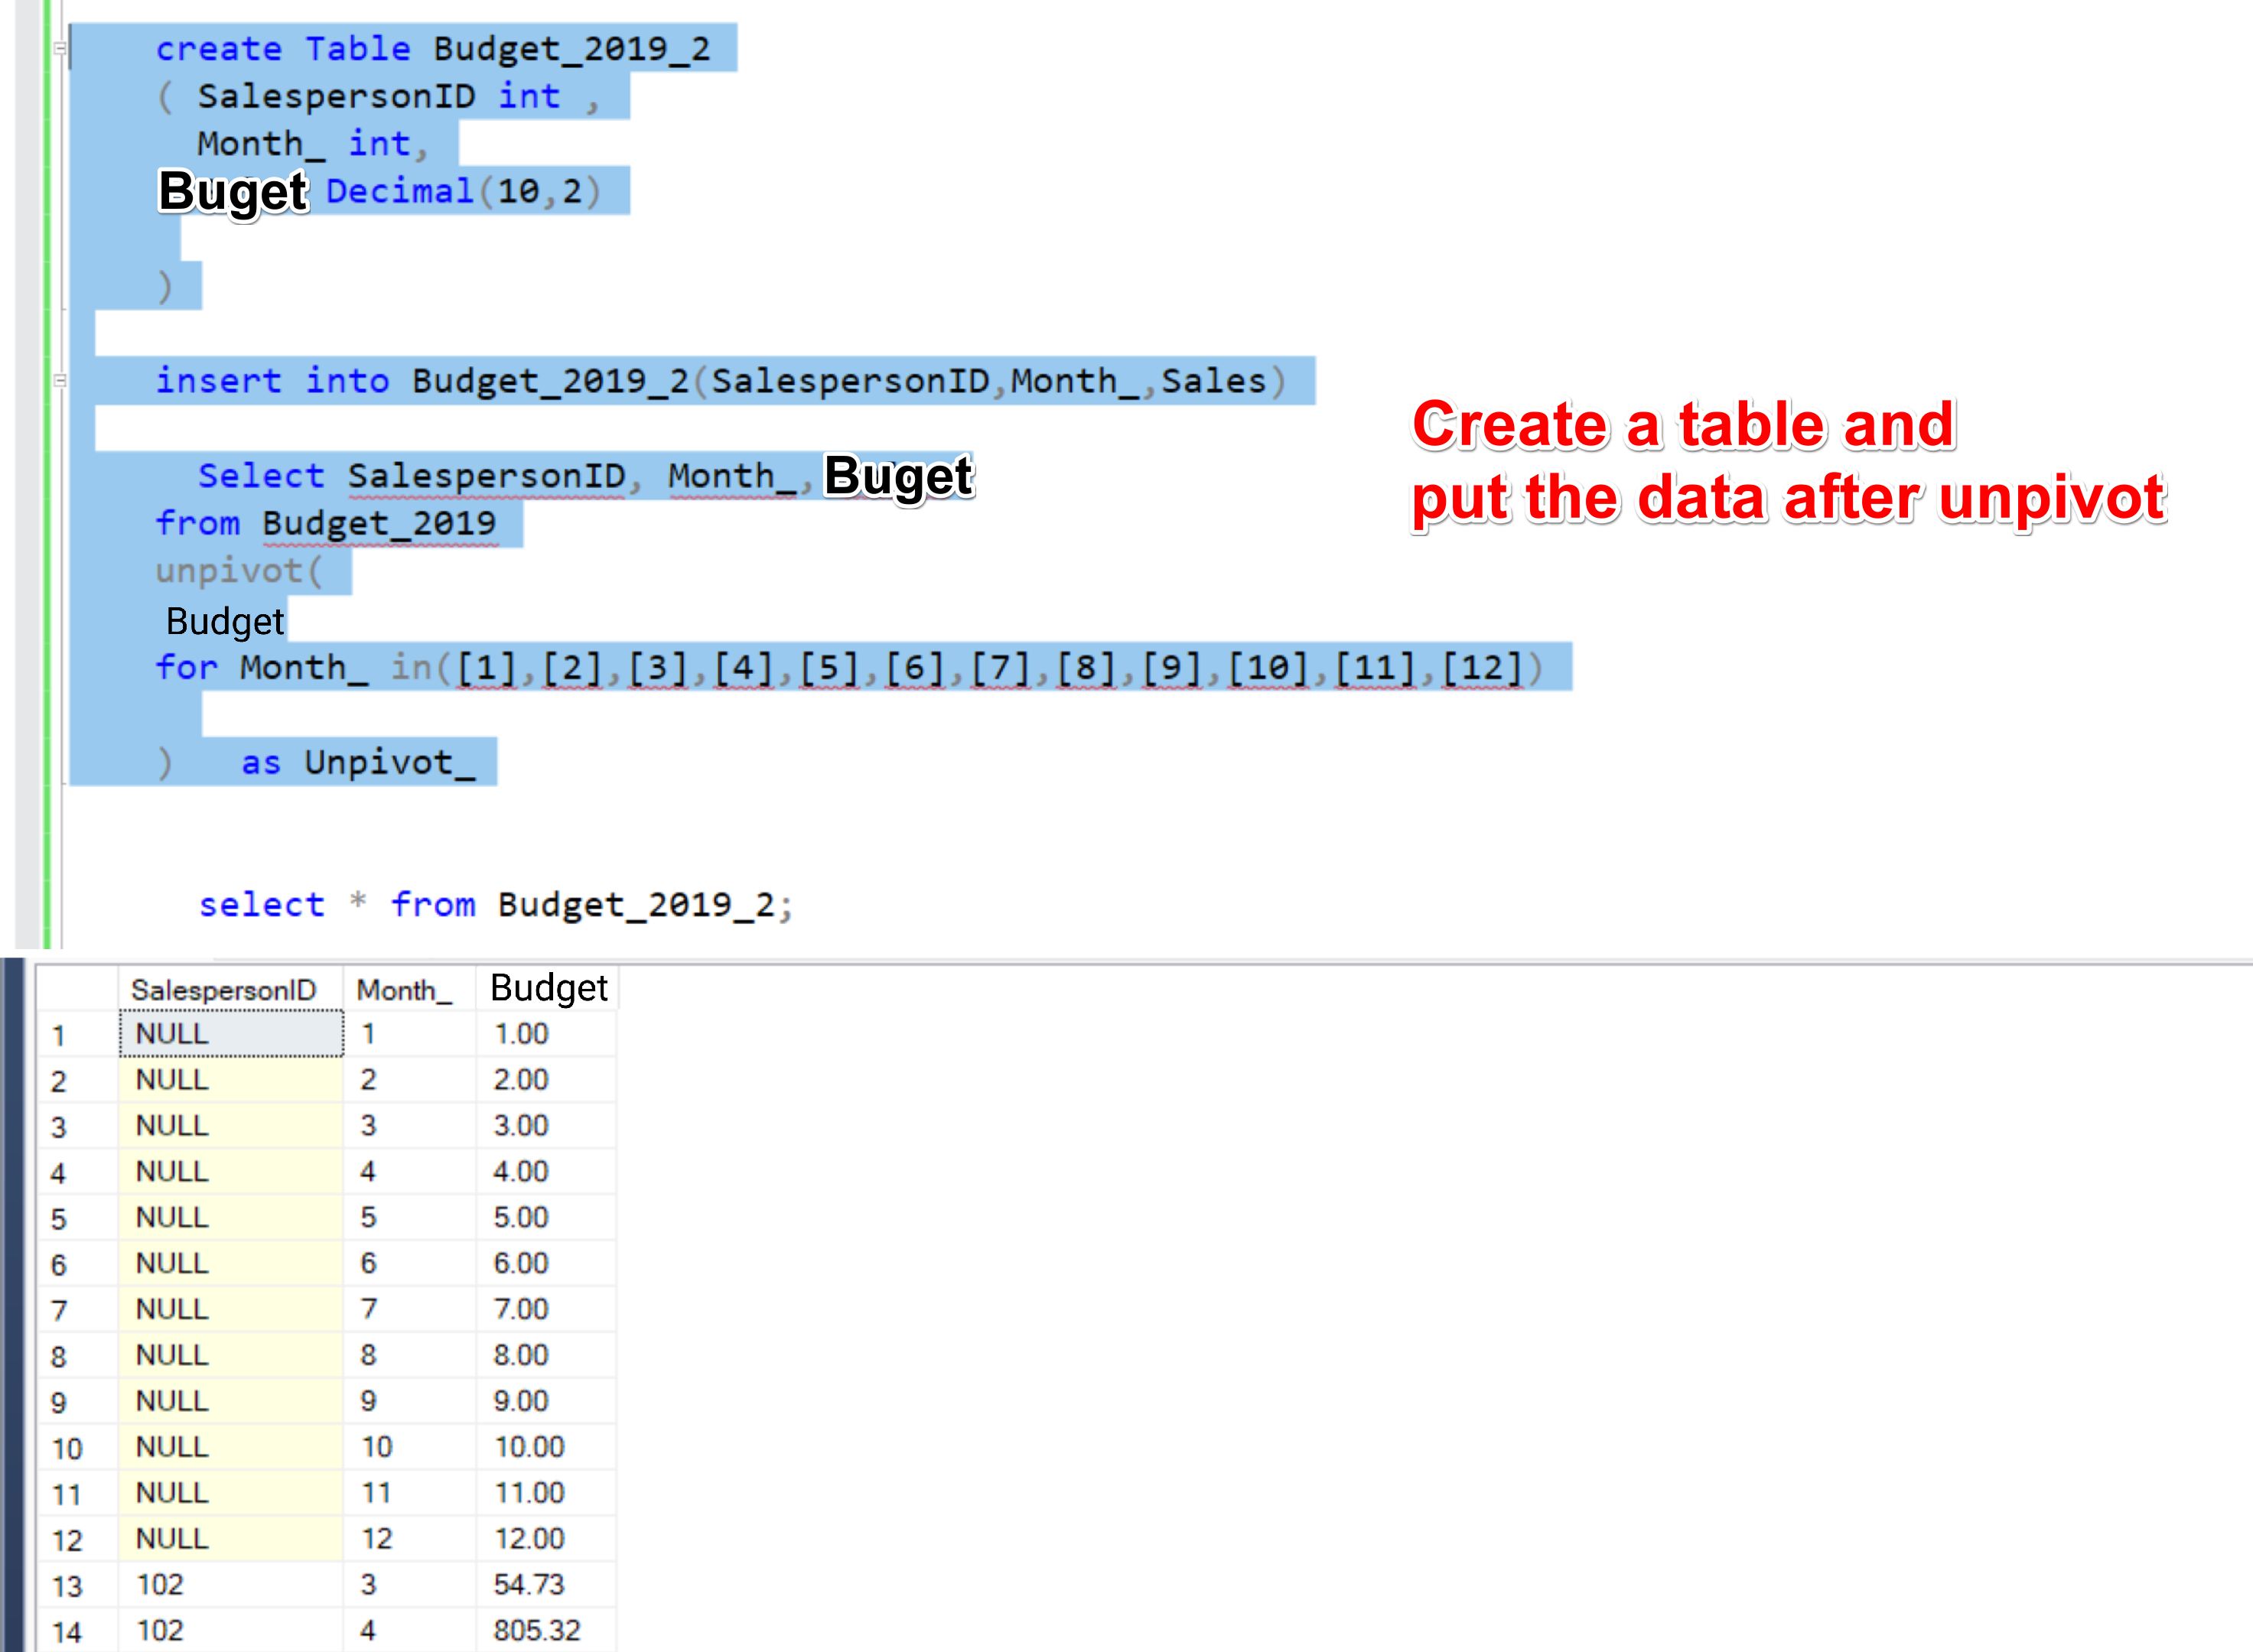 create Table Budget_2019_2
( SalespersonID int ,
Month_ int,
Buget Decimal(10,2)
)
insert into Budget_2019_2(SalespersonID,Month_,Sales)
Create a table and
put the data after unpivot
Select SalespersonID, Month_, Buget
from Budget_2019
unpivot(
Budget
for Month_ in([1],[2],[3],[4],[5],[6],[7],[8],[9],[10],[11],[12])
) as Unpivot_
select * from Budget_2019_2;
SalespersonID Month_ Budget
1 NULL 1 1.00
2 NULL 2 2.00
3 NULL 3 3.00
4 NULL 4 4.00
5 NULL 5 5.00
6 NULL 6 6.00
7 NULL 7 7.00
8 NULL 8 8.00
9 NULL 9 9.00
10 NULL 10 10.00
11 NULL 11 11.00
12 NULL 12 12.00
13 102 3 54.73
14 102 4 805.32